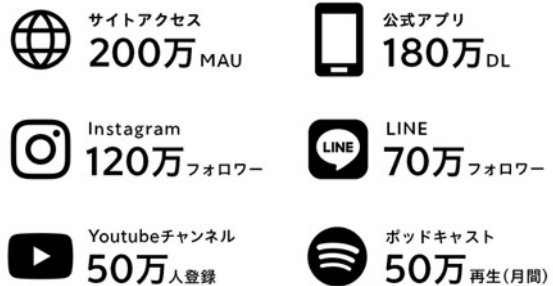 サイトアクセス
200万MAU
公式アプリ
180万DL
Instagram
120万フォロワー
LINE
LINE
70万フォロワー
Youtubeチャンネル
50万人登録
ポッドキャスト
50万再生(月間)